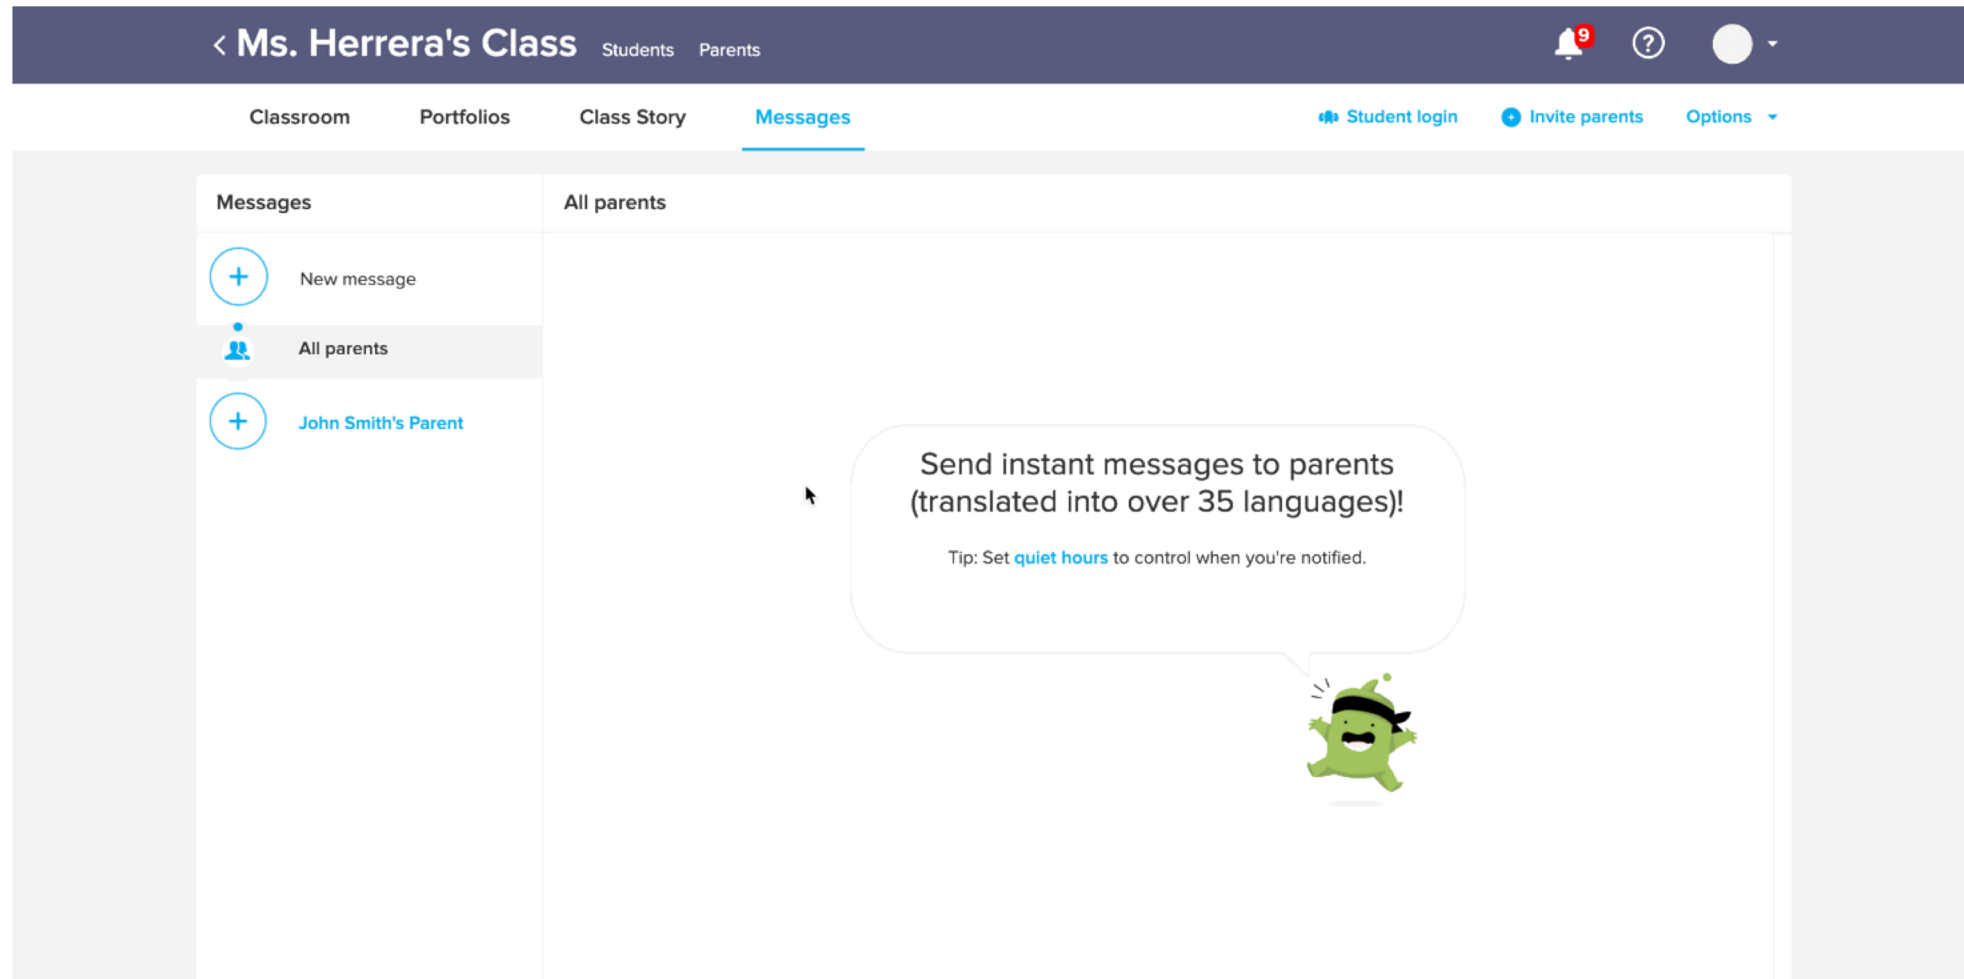 < Ms. Herrera's Class Students Parents 9 ?
Classroom Portfolios Class Story Messages Student login Invite parents Options
Messages
All parents
New message
All parents
John Smith's Parent
Send instant messages to parents
(translated into over 35 languages)!
Tip: Set quiet hours to control when you're notified.